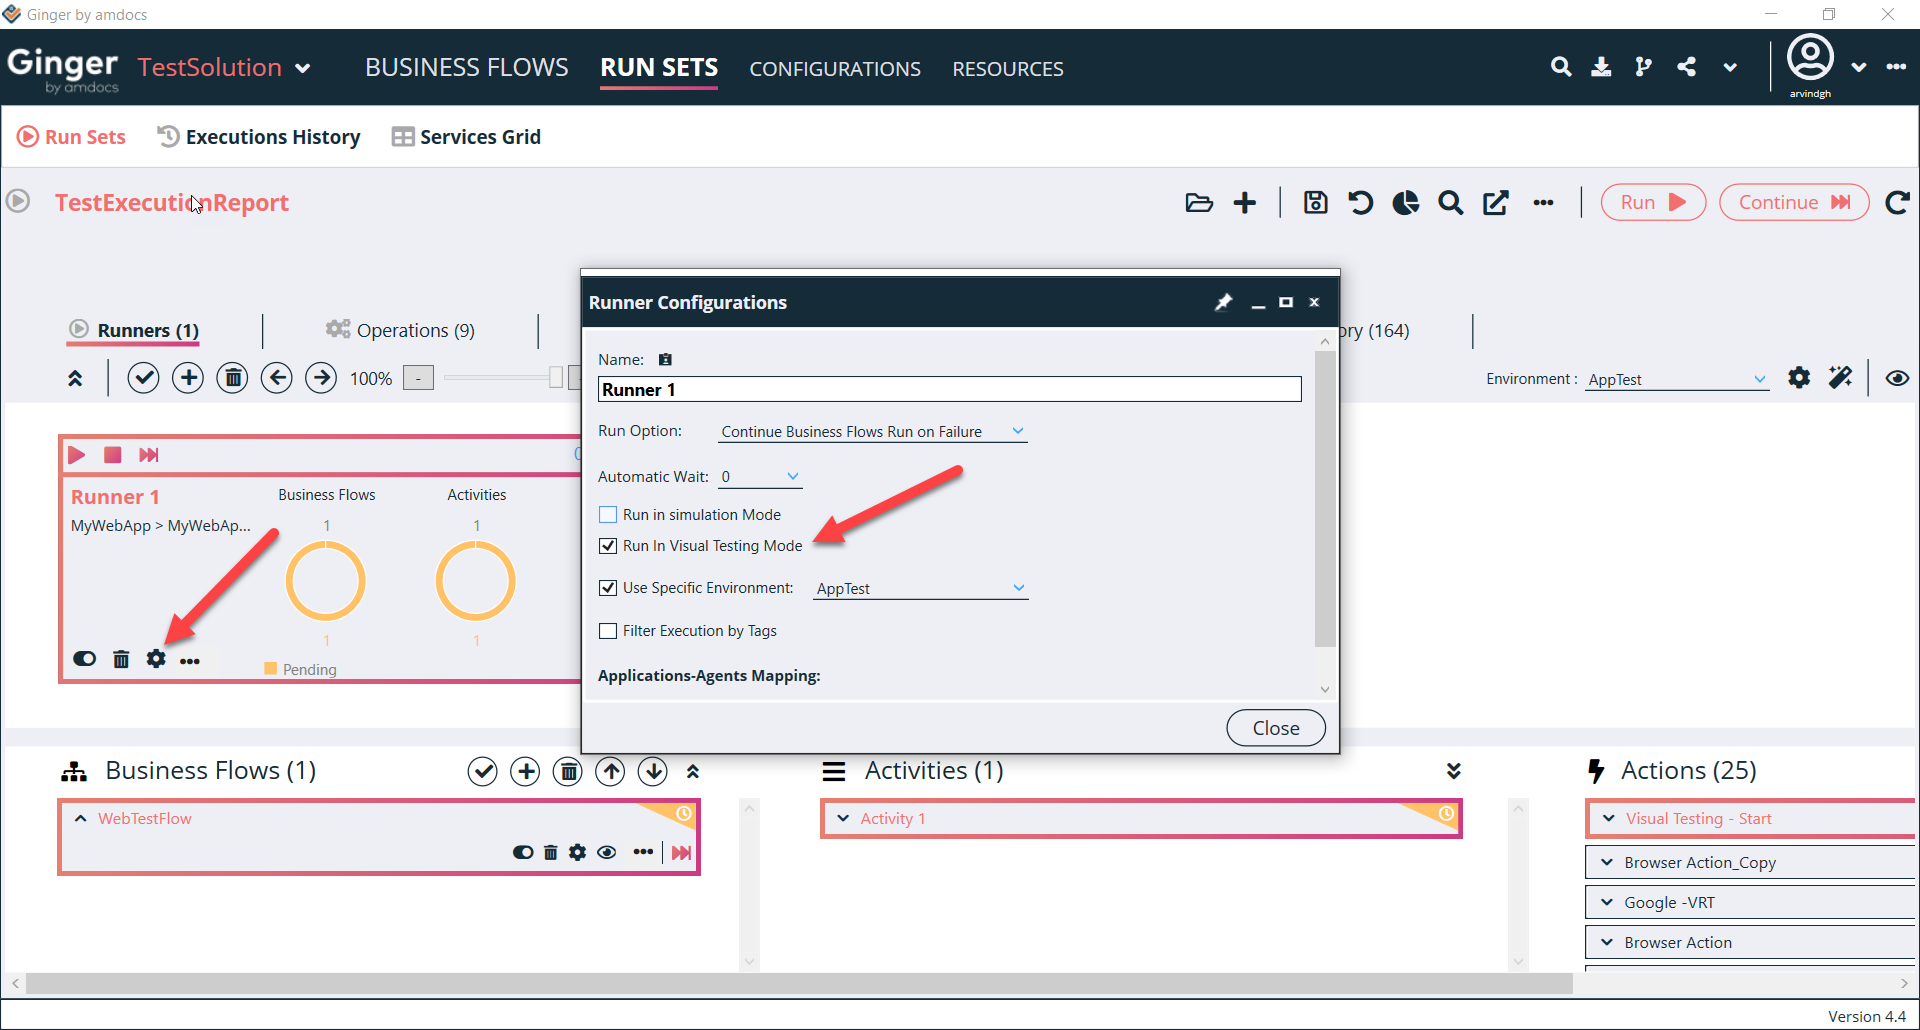 Ginger by amdocs
Ginger
by amdocs
TestSolution
BUSINESS FLOWS
RUN SETS
CONFIGURATIONS
RESOURCES
arvindgh
Run Sets
Executions History
Services Grid
TestExecutionReport
Run
Continue
Runners (1)
Operations (9)
ory (164)
100%
-
Environment :
AppTest
Runner 1
MyWebApp > MyWebAp...
Business Flows
1
1
Activities
1
1
Pending
Runner Configurations
Name:
Runner 1
Run Option:
Continue Business Flows Run on Failure
Automatic Wait:
0
Run in simulation Mode
Run In Visual Testing Mode
Use Specific Environment:
AppTest
Filter Execution by Tags
Applications-Agents Mapping:
Close
Business Flows (1)
WebTestFlow
Activities (1)
Activity 1
Actions (25)
Visual Testing - Start
Browser Action_Copy
Google -VRT
Browser Action
Version 4.4